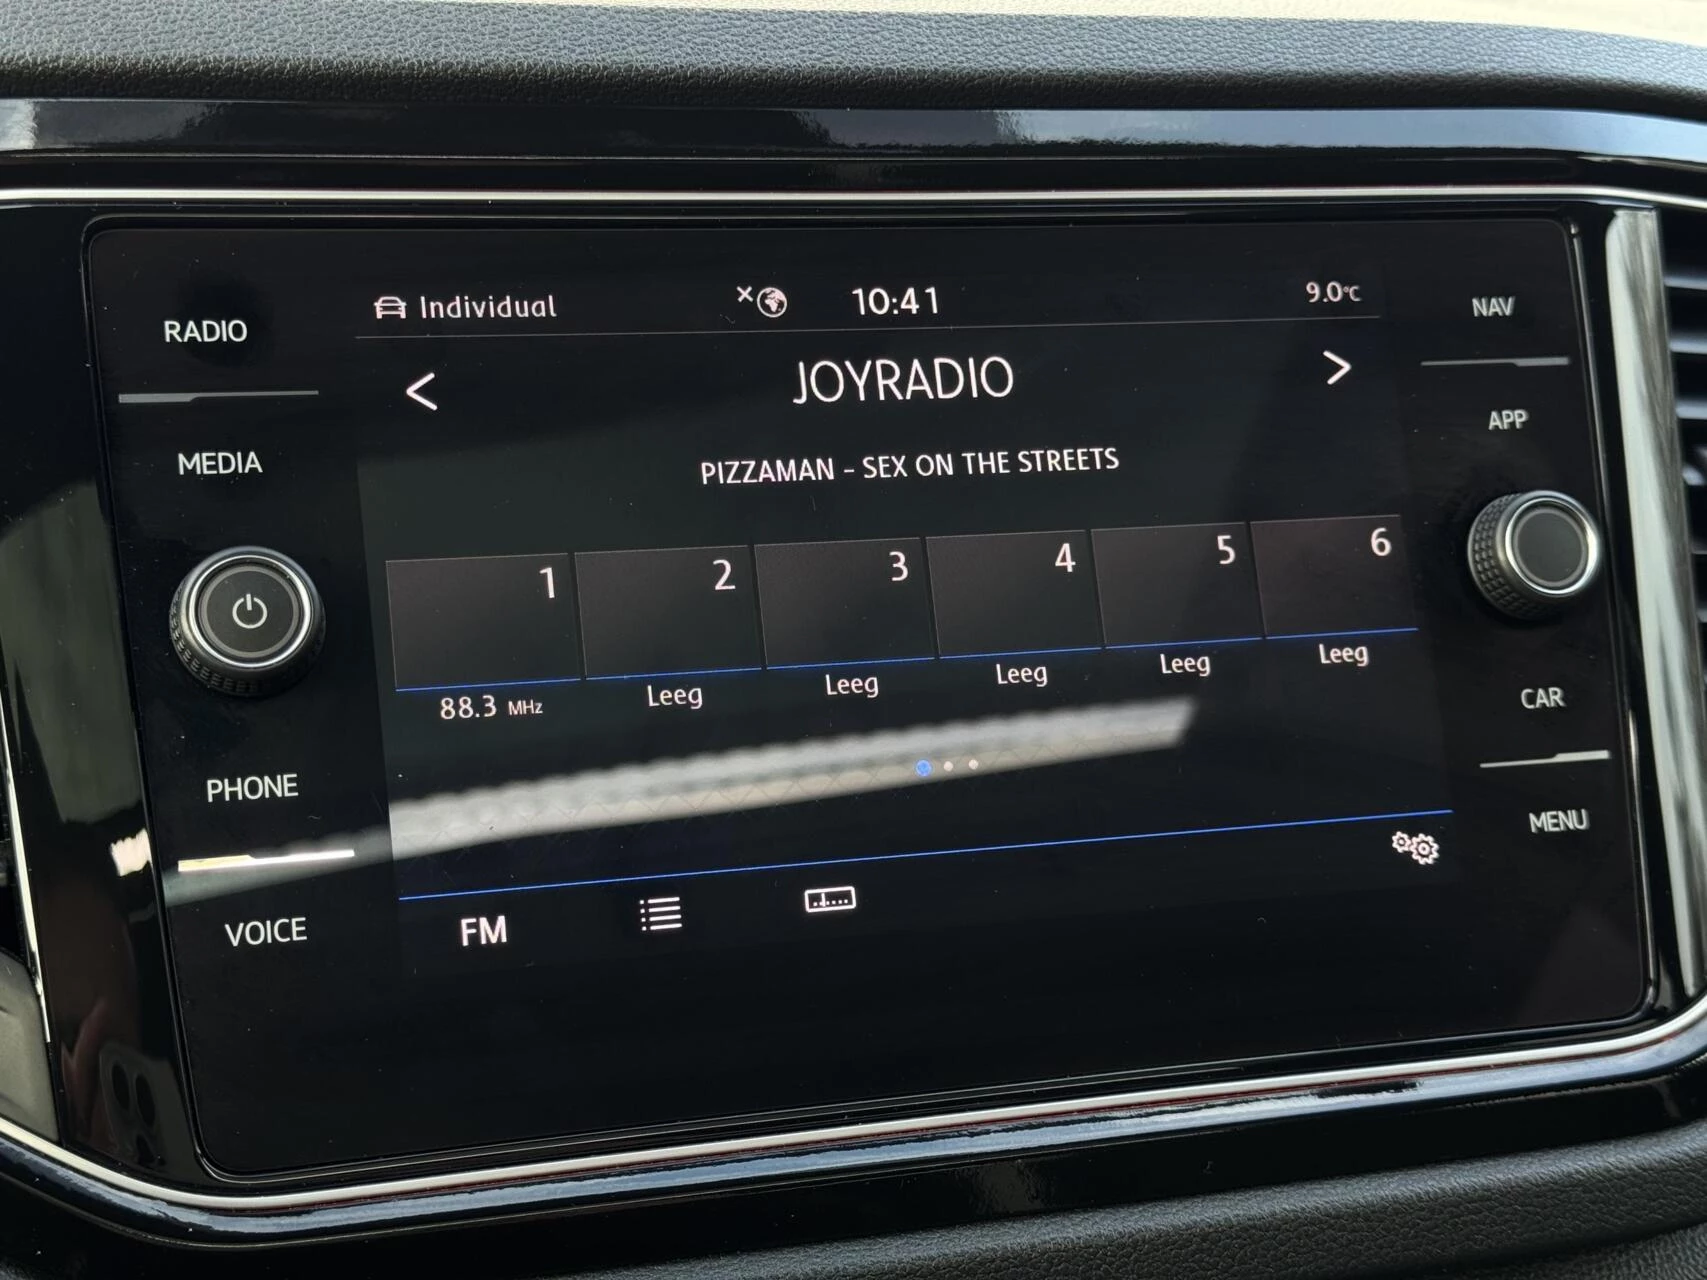 RADIO
MEDIA
PHONE
VOICE
Individual
10:41
9.0°C
JOYRADIO
PIZZAMAN - SEX ON THE STREETS
1 2 3 4 5 6
88.3 MHz Leeg Leeg Leeg Leeg Leeg
FM
NAV
APP
CAR
MENU